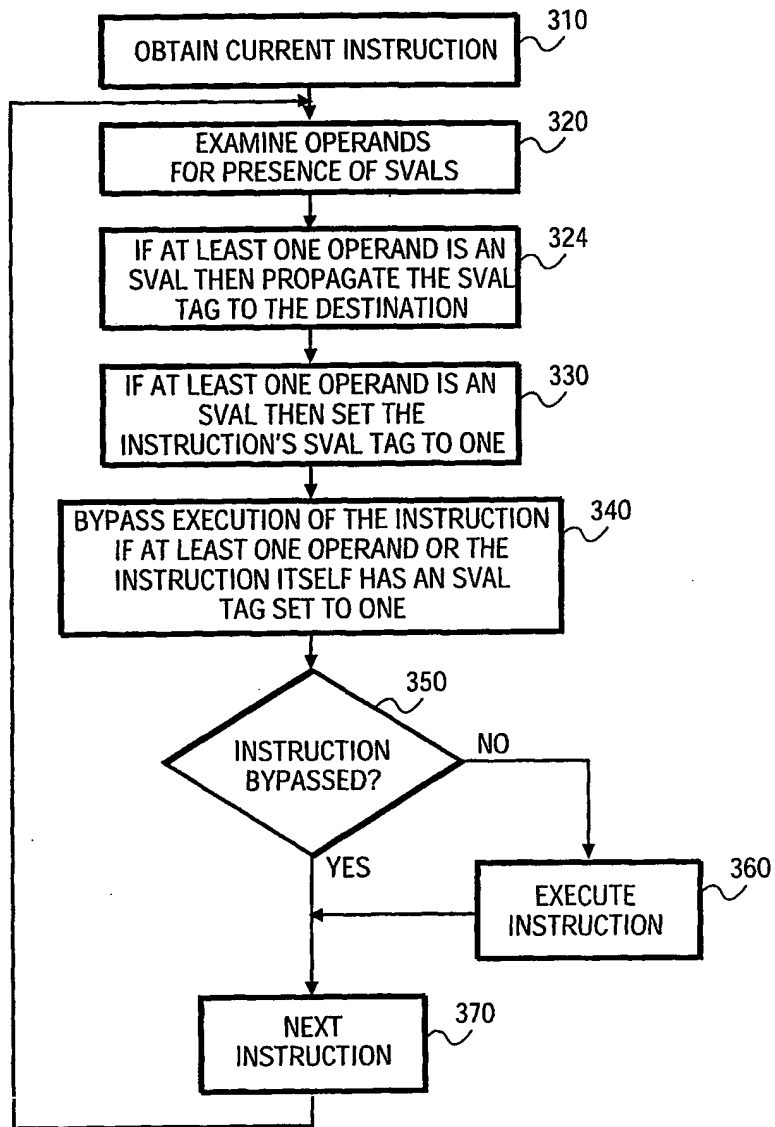 310
OBTAIN CURRENT INSTRUCTION
320
EXAMINE OPERANDS
FOR PRESENCE OF SVALS
324
IF AT LEAST ONE OPERAND IS AN
SVAL THEN PROPAGATE THE SVAL
TAG TO THE DESTINATION
330
IF AT LEAST ONE OPERAND IS AN
SVAL THEN SET THE
INSTRUCTION'S SVAL TAG TO ONE
340
BYPASS EXECUTION OF THE INSTRUCTION
IF AT LEAST ONE OPERAND OR THE
INSTRUCTION ITSELF HAS AN SVAL
TAG SET TO ONE
350
INSTRUCTION
BYPASSED?
NO
YES
360
EXECUTE
INSTRUCTION
370
NEXT
INSTRUCTION